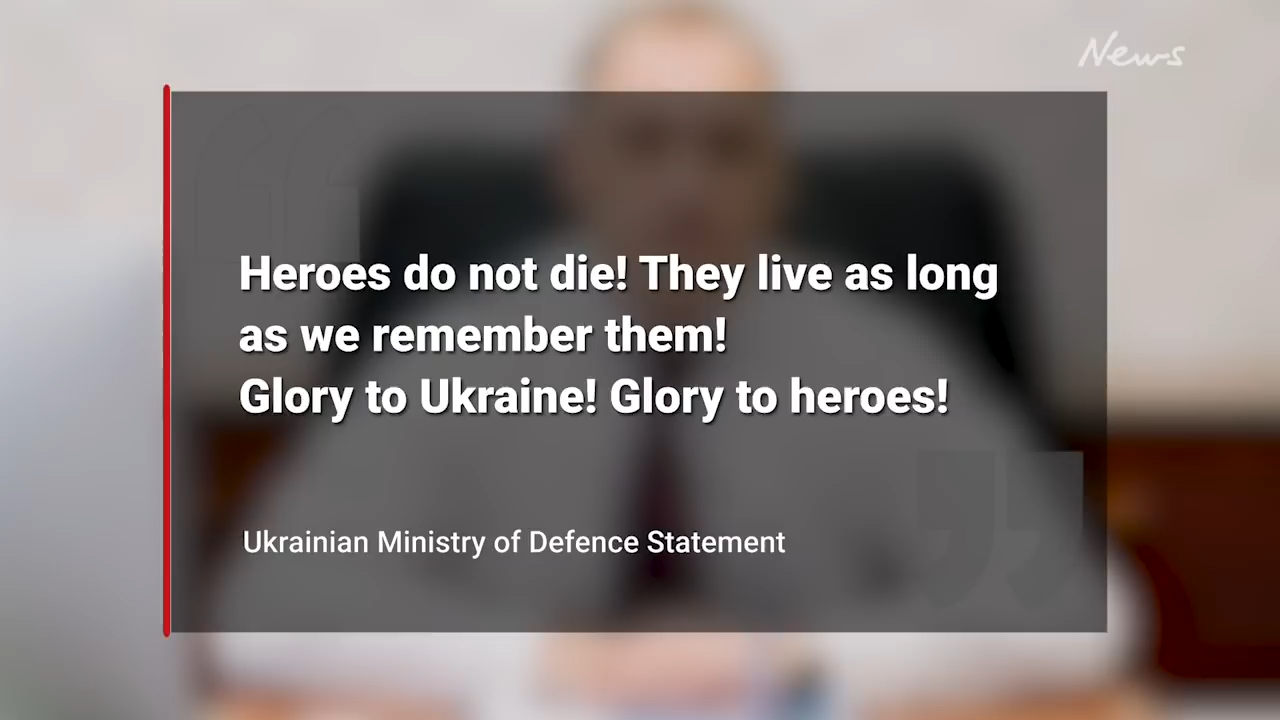 News
Heroes do not die! They live as long
as we remember them!
Glory to Ukraine! Glory to heroes!
Ukrainian Ministry of Defence Statement